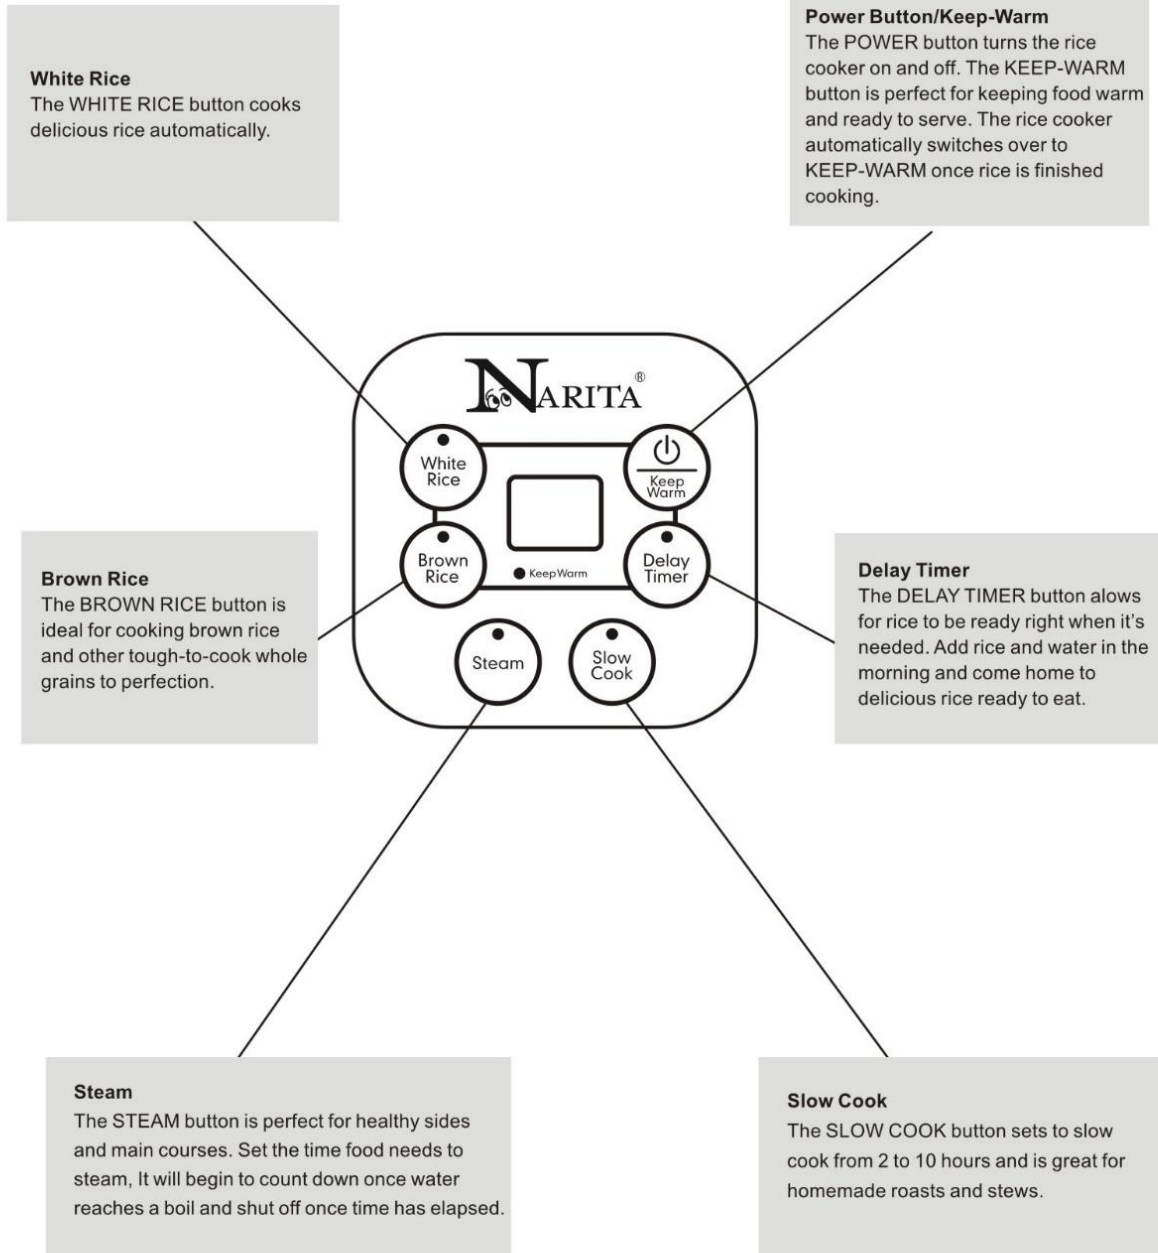 White Rice
The WHITE RICE button cooks
delicious rice automatically.
Power Button/Keep-Warm
The POWER button turns the rice
cooker on and off. The KEEP-WARM
button is perfect for keeping food warm
and ready to serve. The rice cooker
automatically switches over to
KEEP-WARM once rice is finished
cooking.
NARITA®
White
Rice
Keep
Warm
Brown
Rice
KeepWarm
Delay
Timer
Steam
Slow
Cook
Brown Rice
The BROWN RICE button is
ideal for cooking brown rice
and other tough-to-cook whole
grains to perfection.
Delay Timer
The DELAY TIMER button alows
for rice to be ready right when it's
needed. Add rice and water in the
morning and come home to
delicious rice ready to eat.
Steam
The STEAM button is perfect for healthy sides
and main courses. Set the time food needs to
steam, It will begin to count down once water
reaches a boil and shut off once time has elapsed.
Slow Cook
The SLOW COOK button sets to slow
cook from 2 to 10 hours and is great for
homemade roasts and stews.